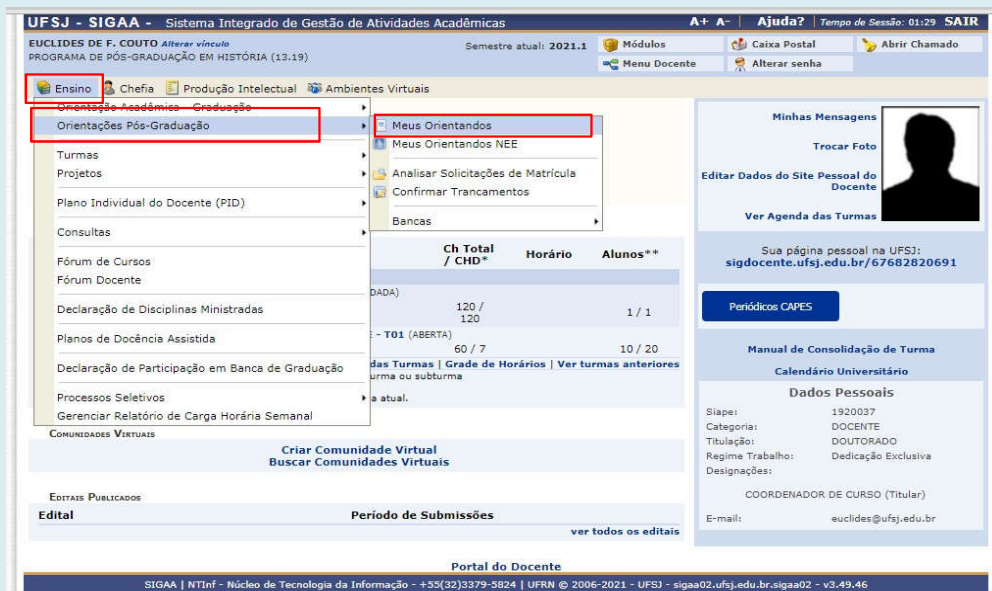 UFSJ - SIGAA - Sistema Integrado de Gestão de Atividades Acadêmicas A+ A- | Ajuda? | Tempo de Sessão: 01:29 SAIR
EUCLIDES DE F. COUTO Alterar vínculo
PROGRAMA DE PÓS-GRADUAÇÃO EM HISTÓRIA (13.19)
Semestre atual: 2021.1
Módulos
Caixa Postal
Abrir Chamado
Menu Docente
Alterar senha
Ensino Chefia Produção Intelectual Ambientes Virtuais
Orientação Acadêmica - Graduação
Orientações Pós-Graduação
Turmas
Projetos
Plano Individual do Docente (PID)
Consultas
Fórum de Cursos
Fórum Docente
Declaração de Disciplinas Ministradas
Planos de Docência Assistida
Declaração de Participação em Banca de Graduação
Processos Seletivos
Gerenciar Relatório de Carga Horária Semanal
Meus Orientandos
Meus Orientandos NEE
Analisar Solicitações de Matrícula
Confirmar Trancamentos
Bancas
Ch Total / CHD* Horário Alunos**
DADA)
120 / 120 1 / 1
E - T01 (ABERTA)
60 / 7 10 / 20
das Turmas | Grade de Horários | Ver turmas anteriores
urma ou subturma
a atual.
COMUNIDADES VIRTUAIS
Criar Comunidade Virtual
Buscar Comunidades Virtuais
EDITAIS PUBLICADOS
Edital Período de Submissões
ver todos os editais
Minhas Mensagens
Trocar Foto
Editar Dados do Site Pessoal do Docente
Ver Agenda das Turmas
Sua página pessoal na UFSJ:
sigdocente.ufsj.edu.br/67682820691
Periódicos CAPES
Manual de Consolidação de Turma
Calendário Universitário
Dados Pessoais
Siape: 1920037
Categoria: DOCENTE
Titulação: DOUTORADO
Regime Trabalho: Dedicação Exclusiva
Designações:
COORDENADOR DE CURSO (Titular)
E-mail: euclides@ufsj.edu.br
Portal do Docente
SIGAA | NTInf - Núcleo de Tecnologia da Informação - +55(32)3379-5824 | UFRN © 2006-2021 - UFSJ - sigaa02.ufsj.edu.br.sigaa02 - v3.49.46